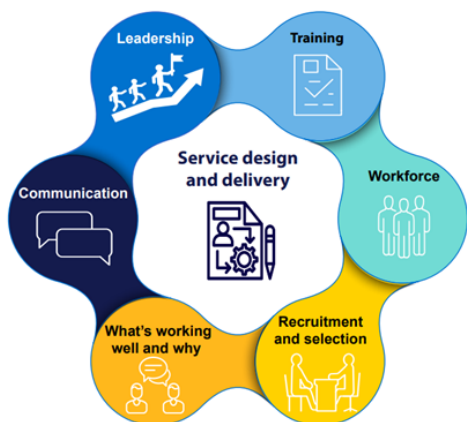 Leadership
Training
Service design
and delivery
Communication
Workforce
What's working
well and why
Recruitment
and selection